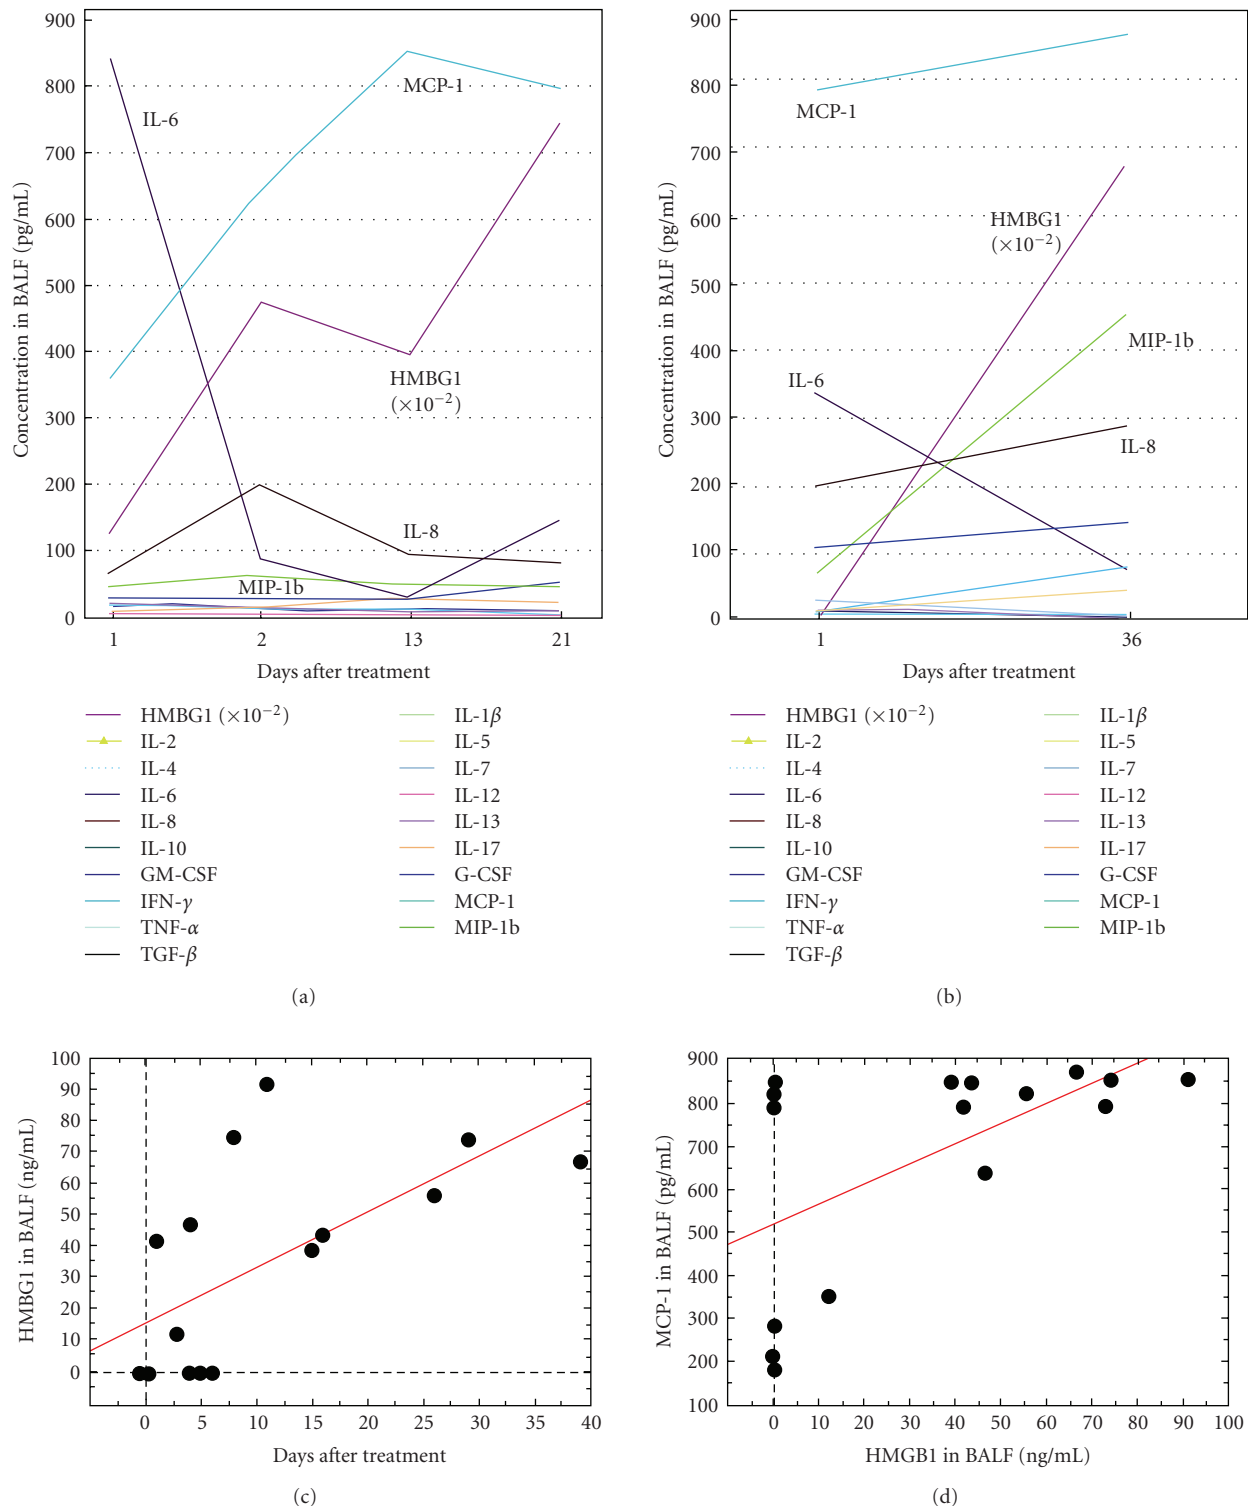 900
800
700
600
500
400
300
200
100
0
Concentration in BALF (pg/mL)
IL-6
MCP-1
HMBG1
(×10−2)
IL-8
MIP-1b
1 2 13 21
Days after treatment
HMBG1 (×10−2) IL-1β
IL-2 IL-5
IL-4 IL-7
IL-6 IL-12
IL-8 IL-13
IL-10 IL-17
GM-CSF G-CSF
IFN-γ MCP-1
TNF-α MIP-1b
TGF-β
(a)
900
800
700
600
500
400
300
200
100
0
Concentration in BALF (pg/mL)
MCP-1
HMBG1
(×10−2)
MIP-1b
IL-6
IL-8
1 36
Days after treatment
HMBG1 (×10−2) IL-1β
IL-2 IL-5
IL-4 IL-7
IL-6 IL-12
IL-8 IL-13
IL-10 IL-17
GM-CSF G-CSF
IFN-γ MCP-1
TNF-α MIP-1b
TGF-β
(b)
100
90
80
70
60
50
40
30
20
10
0
HMBG1 in BALF (ng/mL)
0 5 10 15 20 25 30 35 40
Days after treatment
(c)
900
800
700
600
500
400
300
200
100
MCP-1 in BALF (pg/mL)
0 10 20 30 40 50 60 70 80 90 100
HMGB1 in BALF (ng/mL)
(d)